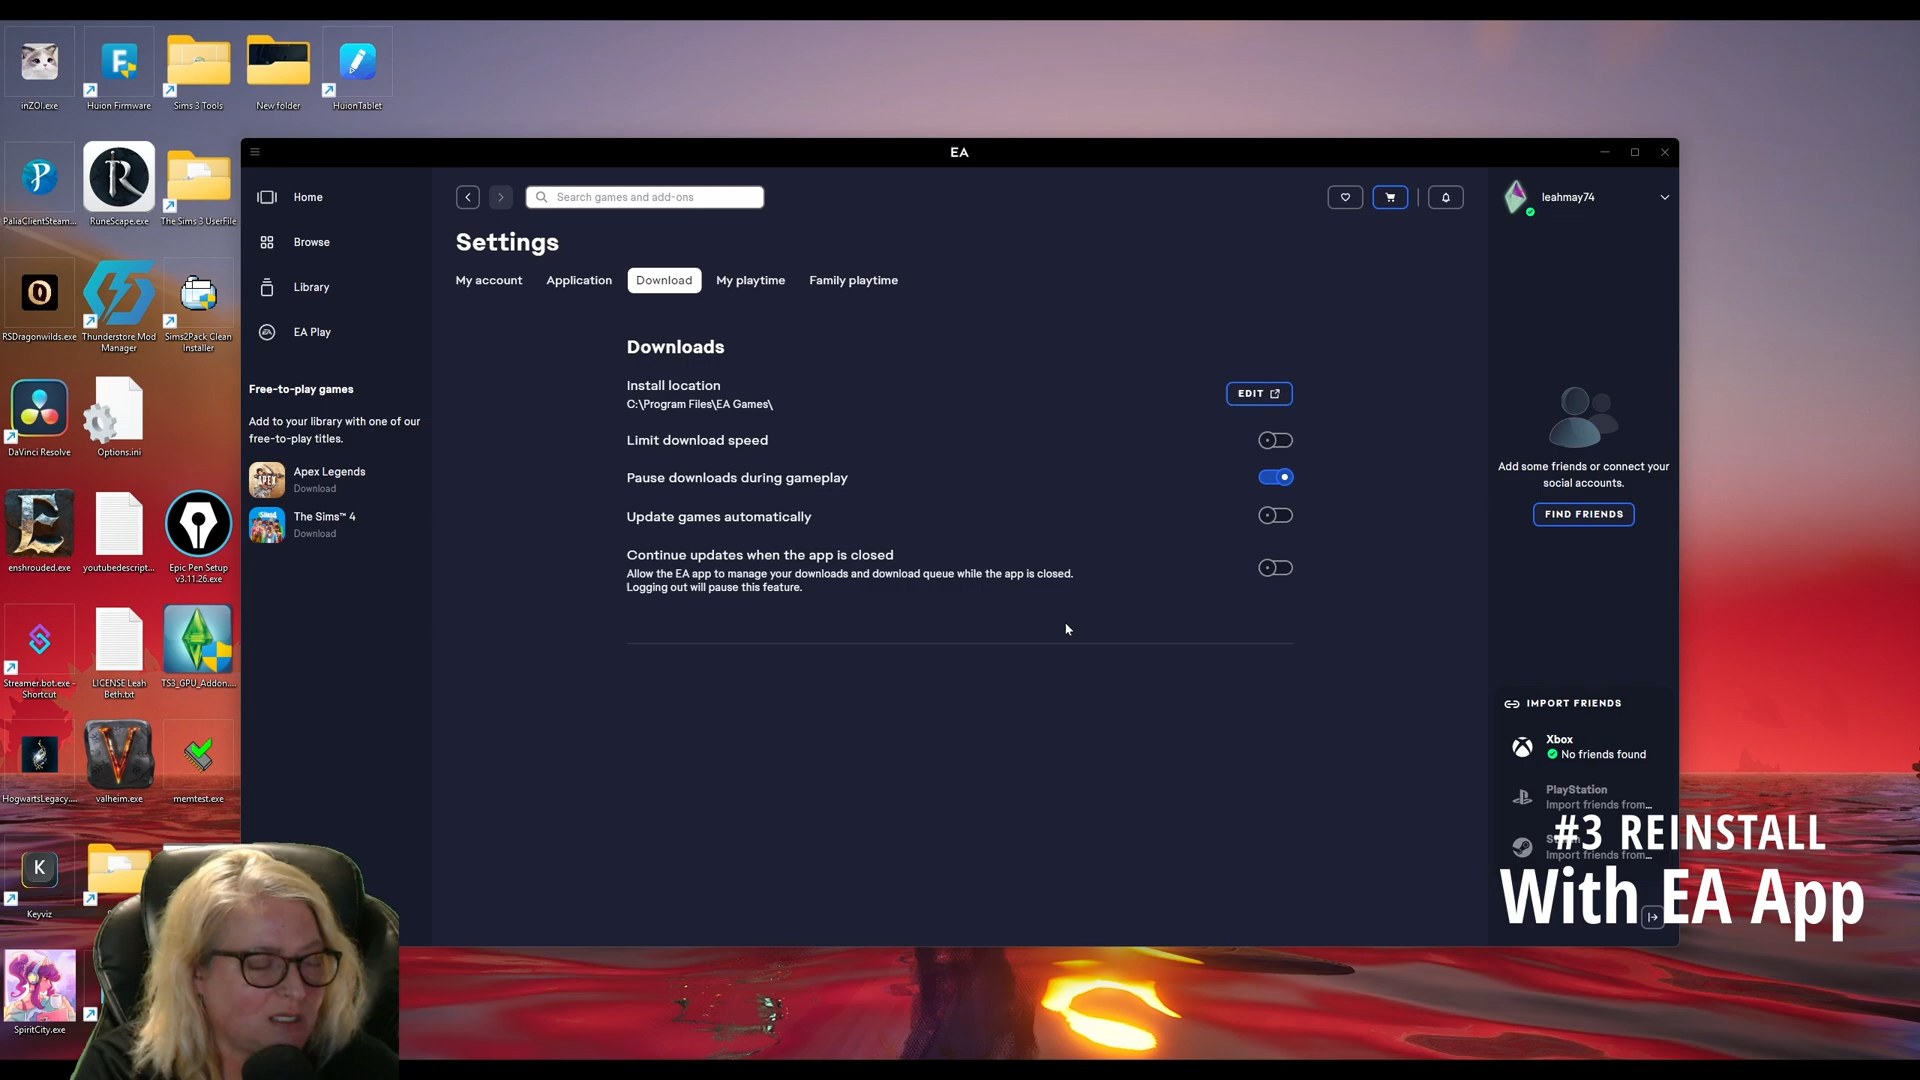 inZOI.exe
Huion Firmware
Sims 3 Tools
New folder
HuionTablet
PaliaClientSteam...
RuneScape.exe
The Sims 3 UserFile
RSDragonwilds.exe
Thunderstore Mod
Manager
Sims2Pack Clean
Installer
DaVinci Resolve
Options.ini
enshrouded.exe
youtubedescript...
Epic Pen Setup
v3.11.26.exe
Streamer.bot.exe -
Shortcut
LICENSE Leah
Beth.txt
TS3_GPU_Addon....
HogwartsLegacy....
valheim.exe
memtest.exe
K
Keyviz
SpiritCity.exe
EA
Home
Browse
Library
EA Play
Free-to-play games
Add to your library with one of our
free-to-play titles.
APEX
Apex Legends
Download
The Sims™ 4
Download
Search games and add-ons
Settings
My account
Application
Download
My playtime
Family playtime
Downloads
Install location
C:\Program Files\EA Games\
EDIT
Limit download speed
Pause downloads during gameplay
Update games automatically
Continue updates when the app is closed
Allow the EA app to manage your downloads and download queue while the app is closed.
Logging out will pause this feature.
leahmay74
Add some friends or connect your
social accounts.
FIND FRIENDS
IMPORT FRIENDS
Xbox
No friends found
PlayStation
Import friends from...
Import friends from...
#3 REINSTALL
With EA App